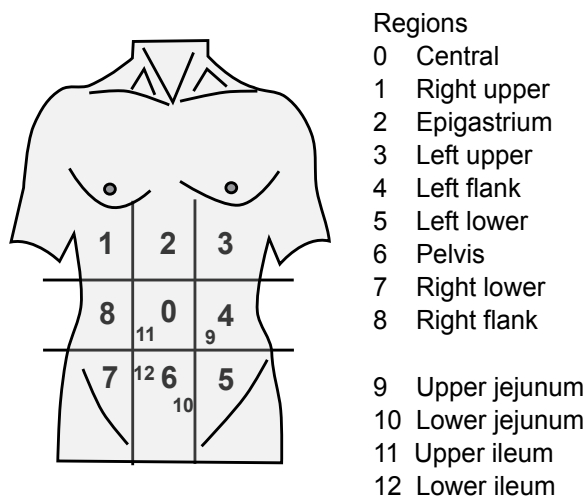 Regions
0 Central
1 Right upper
2 Epigastrium
3 Left upper
4 Left flank
5 Left lower
6 Pelvis
7 Right lower
8 Right flank
9 Upper jejunum
10 Lower jejunum
11 Upper ileum
12 Lower ileum
1 2 3
8 0 4
11 9
7 12 6 5
10